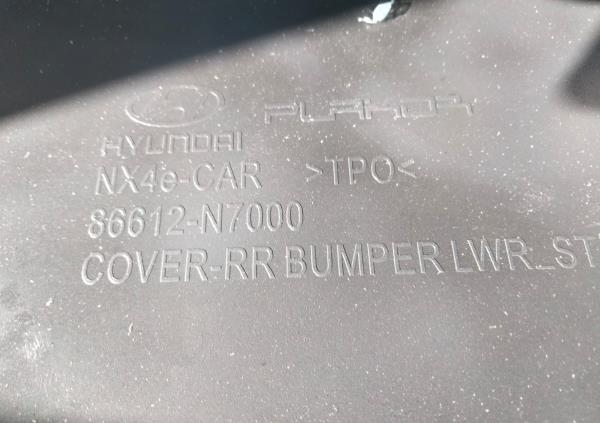 PLAKOR
HYUNDAI
NX4e-CAR >TPO<
86612-N7000
COVER-RR BUMPER LWR_ST